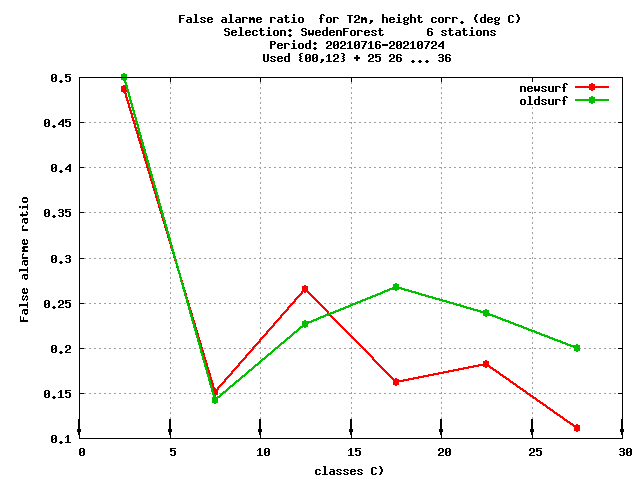 False alarme ratio  for T2m, height corr. (deg C)
Selection: SwedenForest      6 stations
Period: 20210716-20210724
Used {00,12} + 25 26 ... 36
newsurf
oldsurf
0.5
0.45
0.4
0.35
0.3
0.25
0.2
0.15
0.1
False alarme ratio
0 5 10 15 20 25 30
classes C)